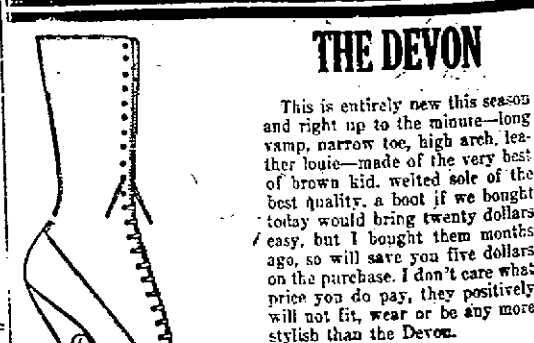 THE DEVON
This is entirely new this season
and right up to the minute—long
vamp, narrow toe, high arch, lea-
ther louie—made of the very best
of brown kid, welted sole of the
best quality, a boot if we bought
today would bring twenty dollars
easy, but I bought them months
ago, so will save you five dollars
on the purchase. I don't care what
price you do pay, they positively
will not fit, wear or be any more
stylish than the Devon.